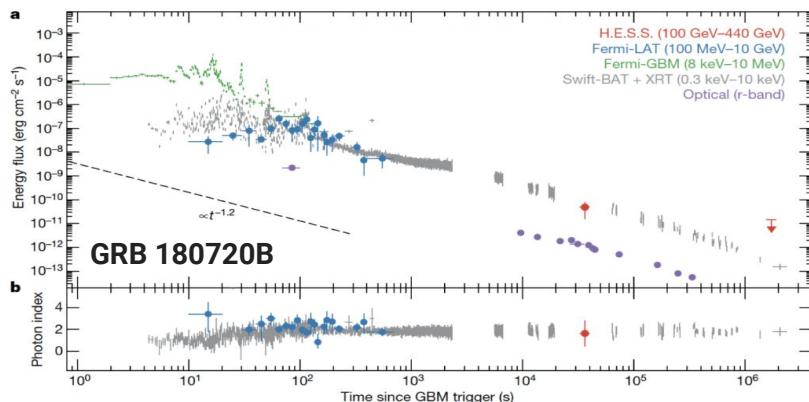 a
10⁻³
10⁻⁴
10⁻⁵
10⁻⁶
10⁻⁷
10⁻⁸
10⁻⁹
10⁻¹⁰
10⁻¹¹
10⁻¹²
10⁻¹³
Energy flux (erg cm⁻² s⁻¹)
H.E.S.S. (100 GeV–440 GeV)
Fermi-LAT (100 MeV–10 GeV)
Fermi-GBM (8 keV–10 MeV)
Swift-BAT + XRT (0.3 keV–10 keV)
Optical (r-band)
∝t⁻¹·²
GRB 180720B
b
4
2
0
Photon index
10⁰ 10¹ 10² 10³ 10⁴ 10⁵ 10⁶
Time since GBM trigger (s)